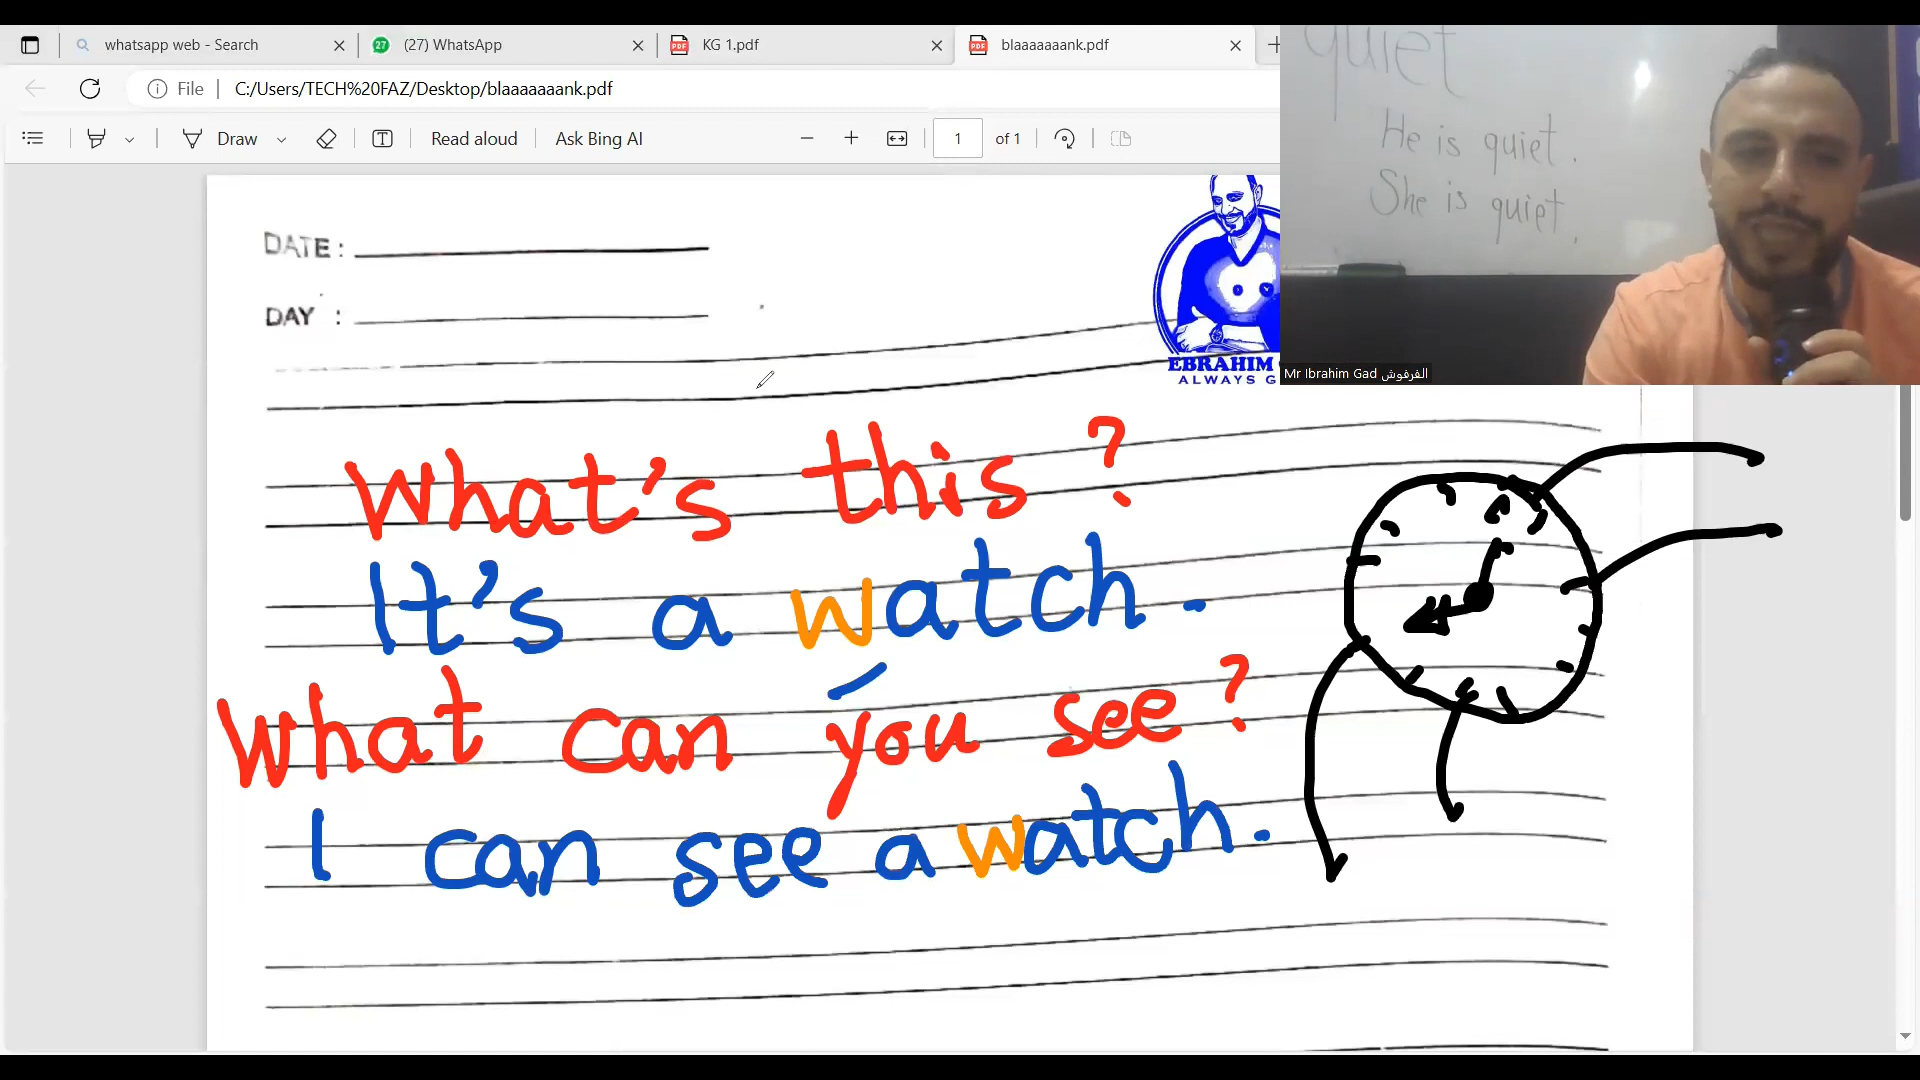 whatsapp web - Search
(27) WhatsApp
KG 1.pdf
blaaaaaaank.pdf
File C:/Users/TECH%20FAZ/Desktop/blaaaaaaank.pdf
Draw
Read aloud
Ask Bing AI
1 of 1
quiet
He is quiet.
She is quiet.
Mr Ibrahim Gad الفرفوش
DATE:
DAY :
EBRAHIM
ALWAYS G
What's this?
It's a watch.
What can you see?
I can see a watch.